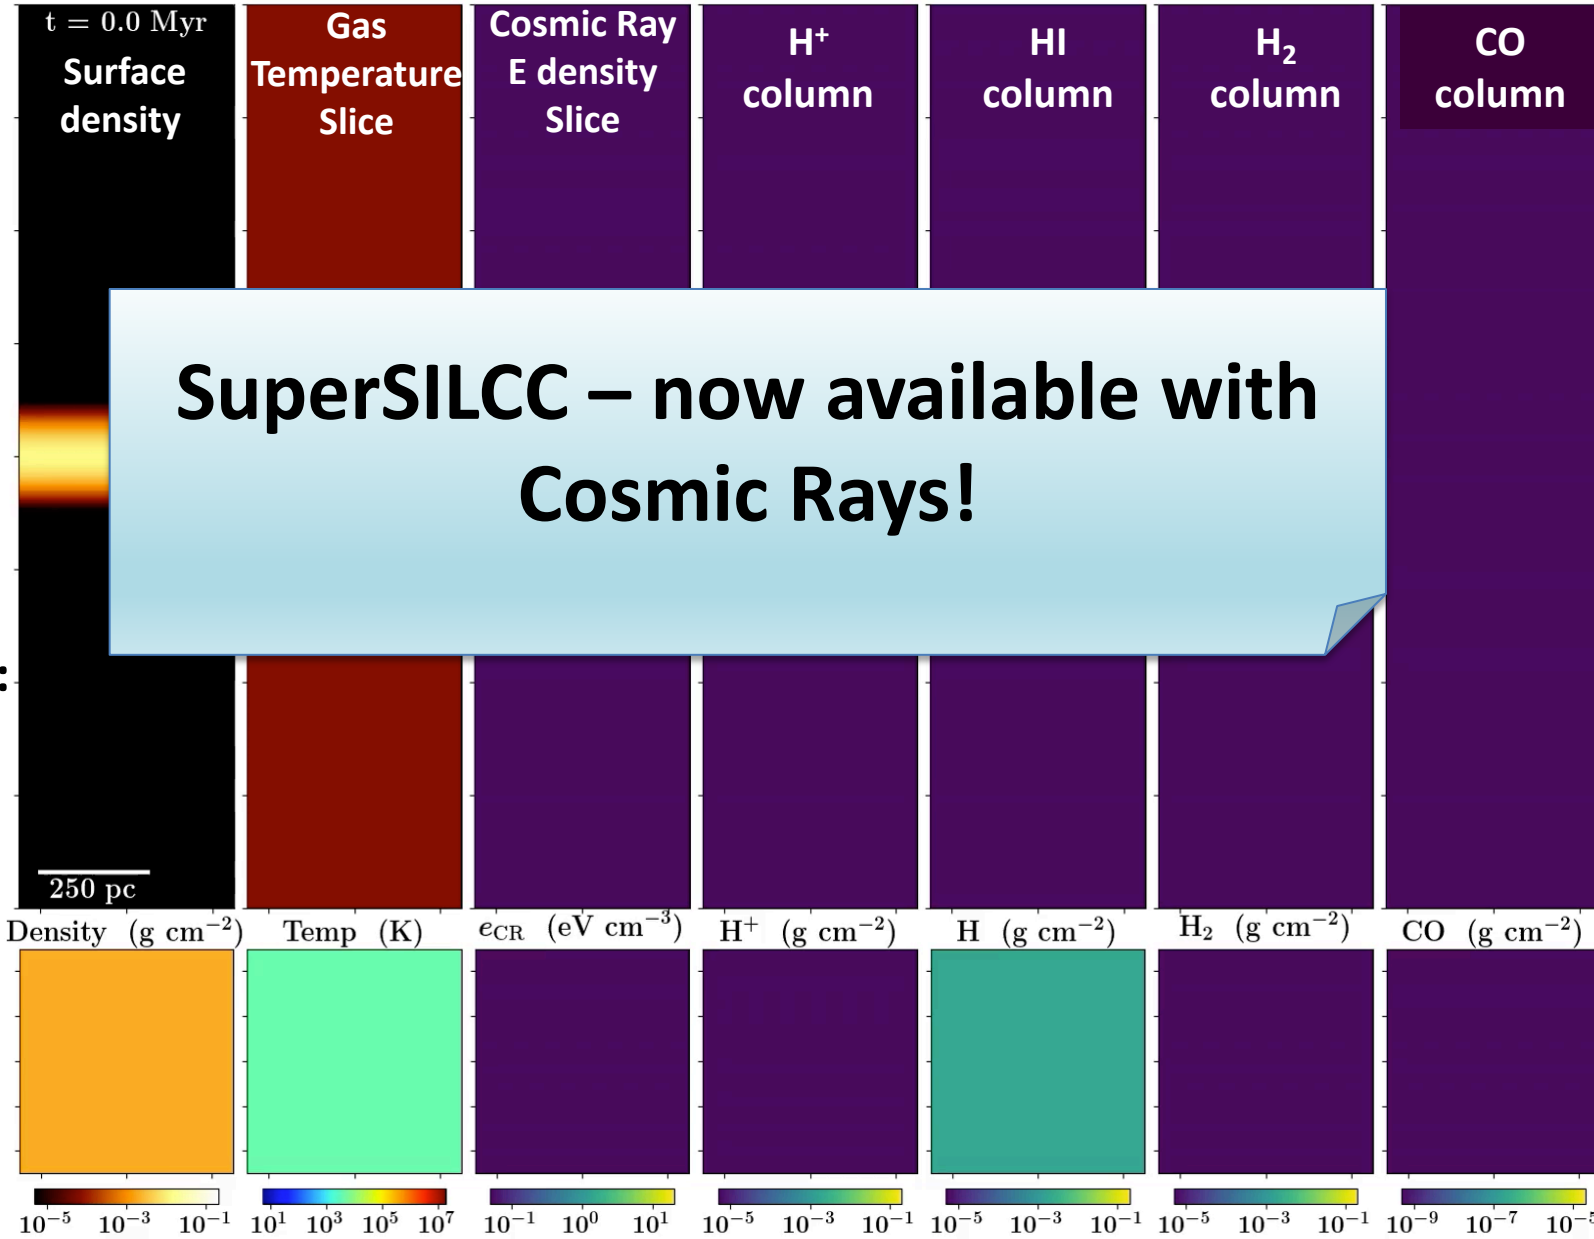 t = 0.0 Myr
Surface
density
Gas
Temperature
Slice
Cosmic Ray
E density
Slice
H⁺
column
HI
column
H₂
column
CO
column
SuperSILCC – now available with
Cosmic Rays!
:
250 pc
Density (g cm⁻²)
Temp (K)
e_CR (eV cm⁻³)
H⁺ (g cm⁻²)
H (g cm⁻²)
H₂ (g cm⁻²)
CO (g cm⁻²)
10⁻⁵ 10⁻³ 10⁻¹
10¹ 10³ 10⁵ 10⁷
10⁻¹ 10⁰ 10¹
10⁻⁵ 10⁻³ 10⁻¹
10⁻⁵ 10⁻³ 10⁻¹
10⁻⁵ 10⁻³ 10⁻¹
10⁻⁹ 10⁻⁷ 10⁻⁵